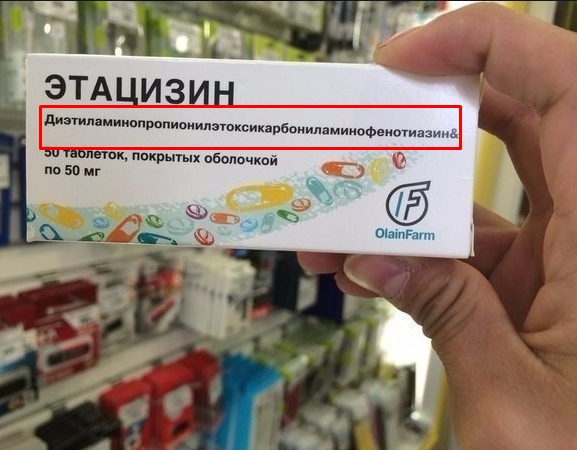 ЭТАЦИЗИН
Диэтиламинопропионилэтоксикарбониламинофенотиазин&
50 таблеток, покрытых оболочкой
по 50 мг
OlainFarm